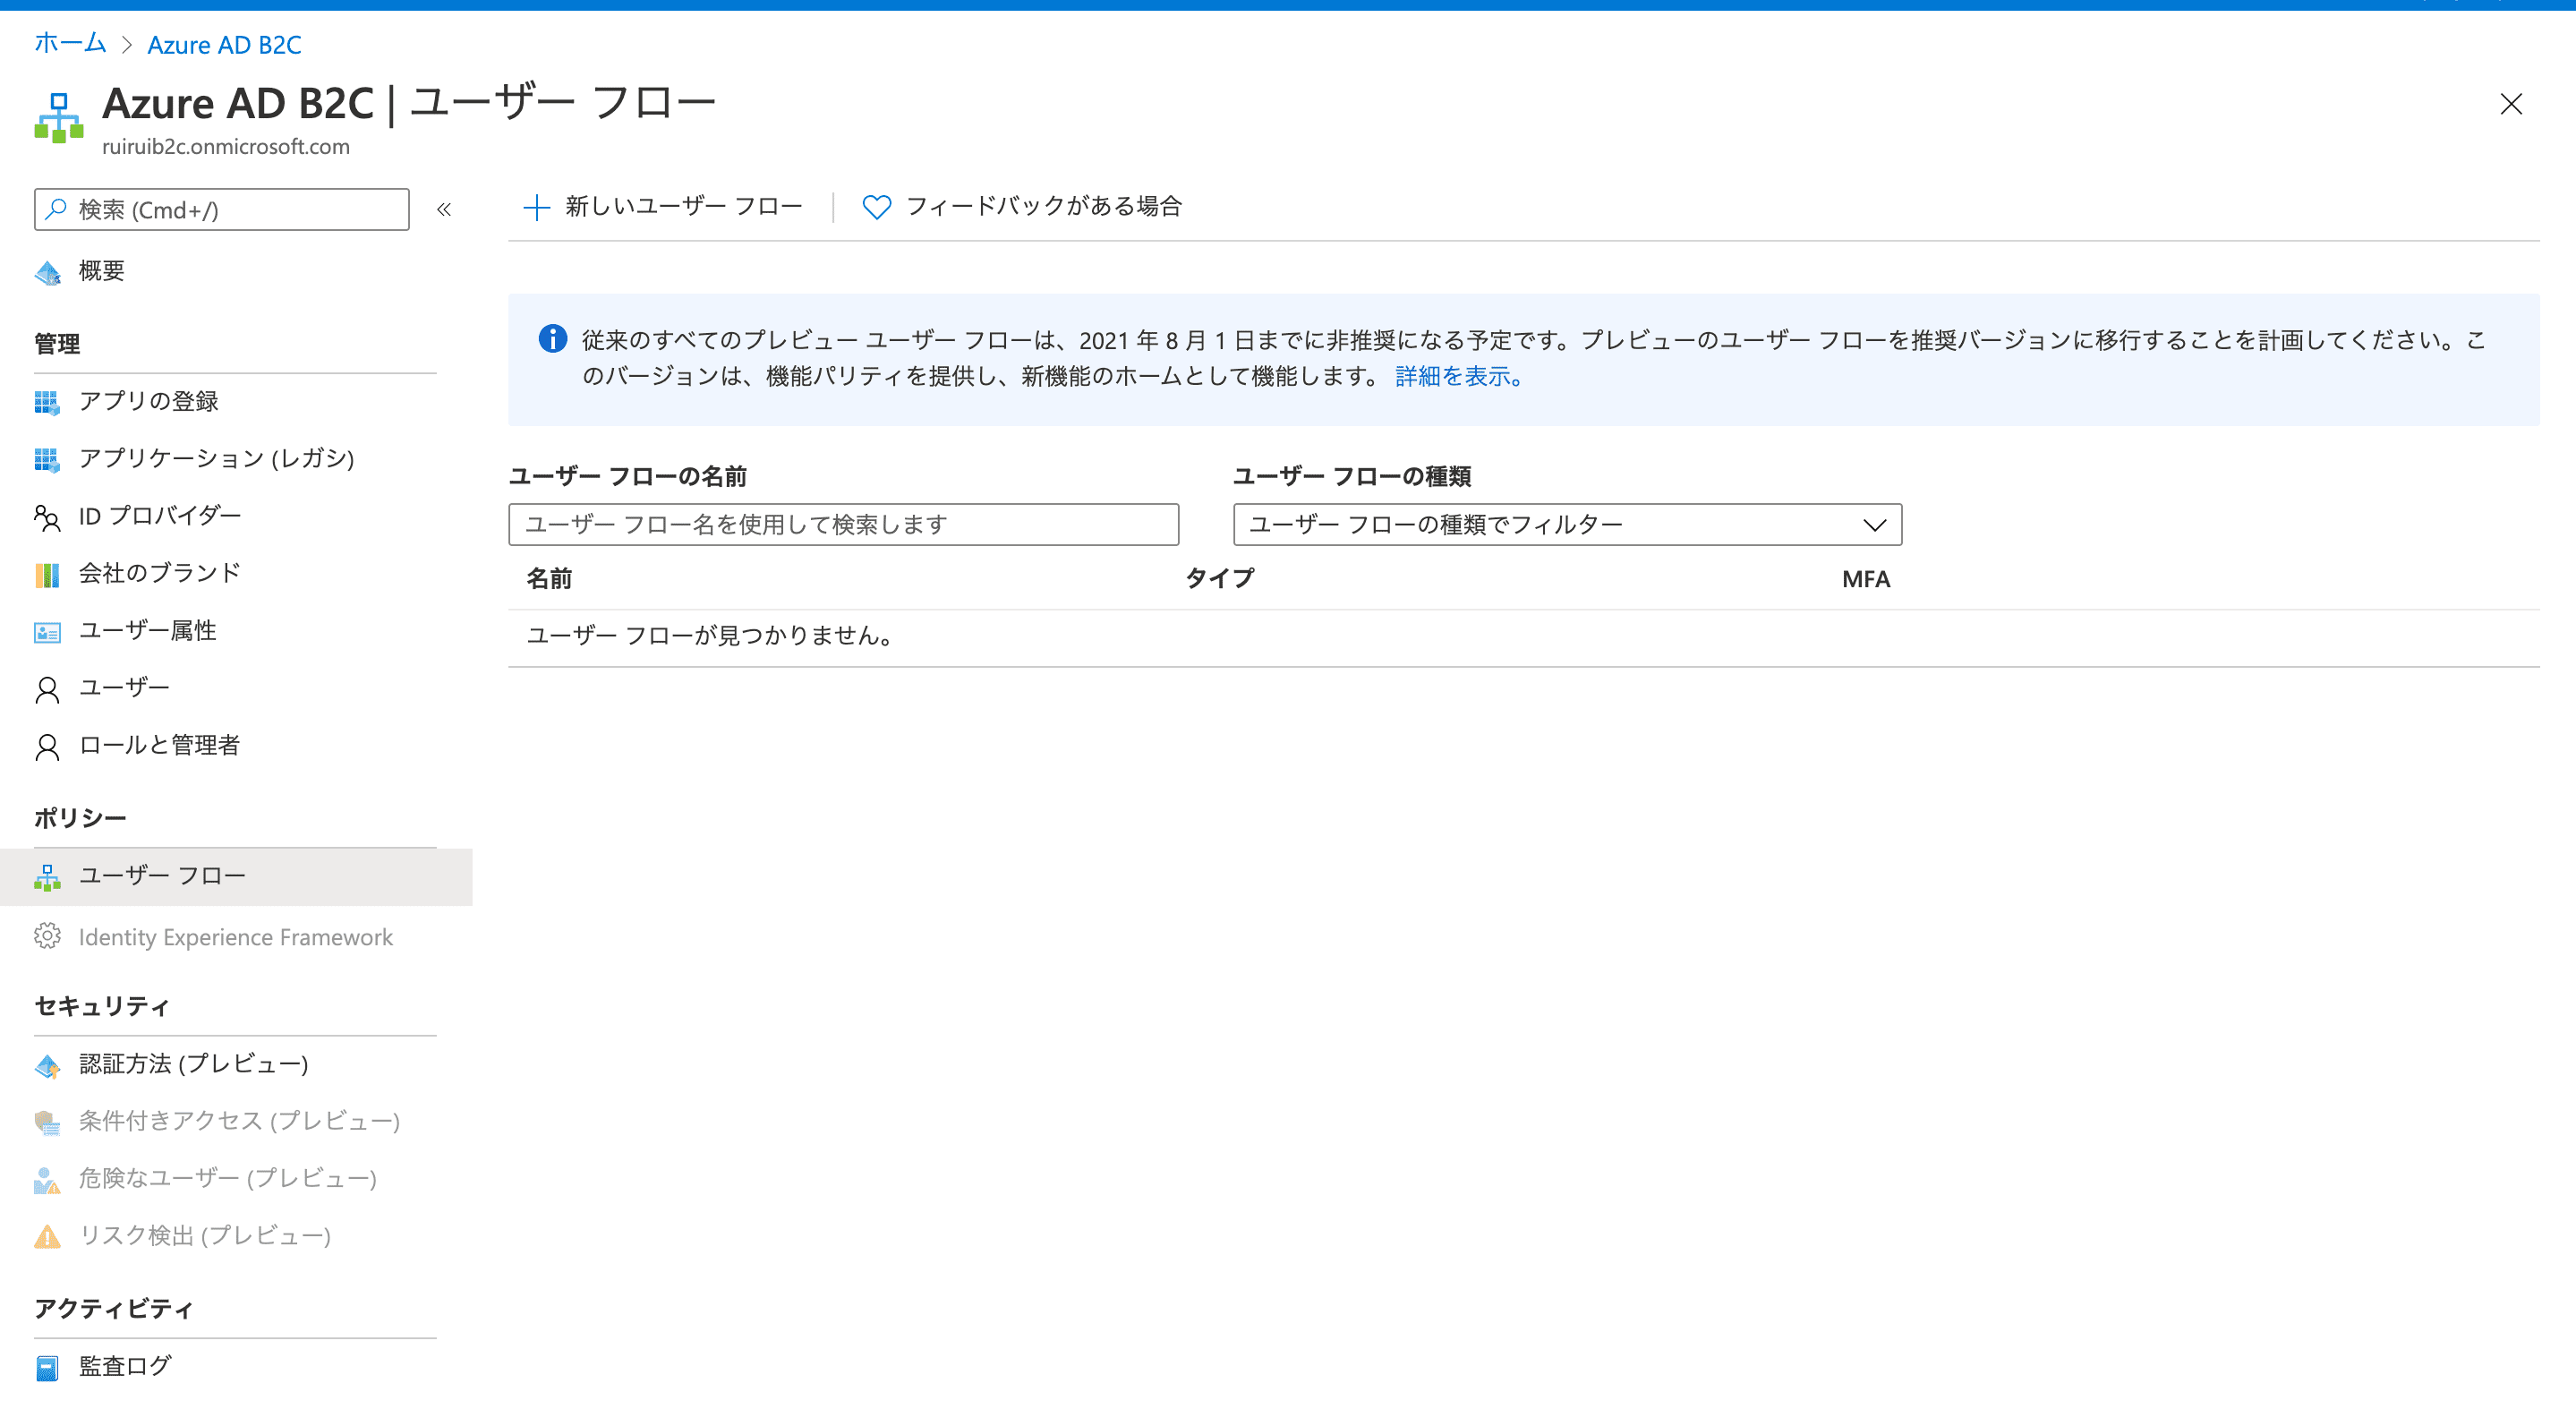 ホーム > Azure AD B2C
Azure AD B2C | ユーザー フロー
ruiruib2c.onmicrosoft.com
検索 (Cmd+/)
«
概要
管理
アプリの登録
アプリケーション (レガシ)
ID プロバイダー
会社のブランド
ユーザー属性
ユーザー
ロールと管理者
ポリシー
ユーザー フロー
Identity Experience Framework
セキュリティ
認証方法 (プレビュー)
条件付きアクセス (プレビュー)
危険なユーザー (プレビュー)
リスク検出 (プレビュー)
アクティビティ
監査ログ
新しいユーザー フロー
フィードバックがある場合
従来のすべてのプレビュー ユーザー フローは、2021 年 8 月 1 日までに非推奨になる予定です。プレビューのユーザー フローを推奨バージョンに移行することを計画してください。こ
のバージョンは、機能パリティを提供し、新機能のホームとして機能します。 詳細を表示。
ユーザー フローの名前
ユーザー フロー名を使用して検索します
ユーザー フローの種類
ユーザー フローの種類でフィルター
名前 タイプ MFA
ユーザー フローが見つかりません。